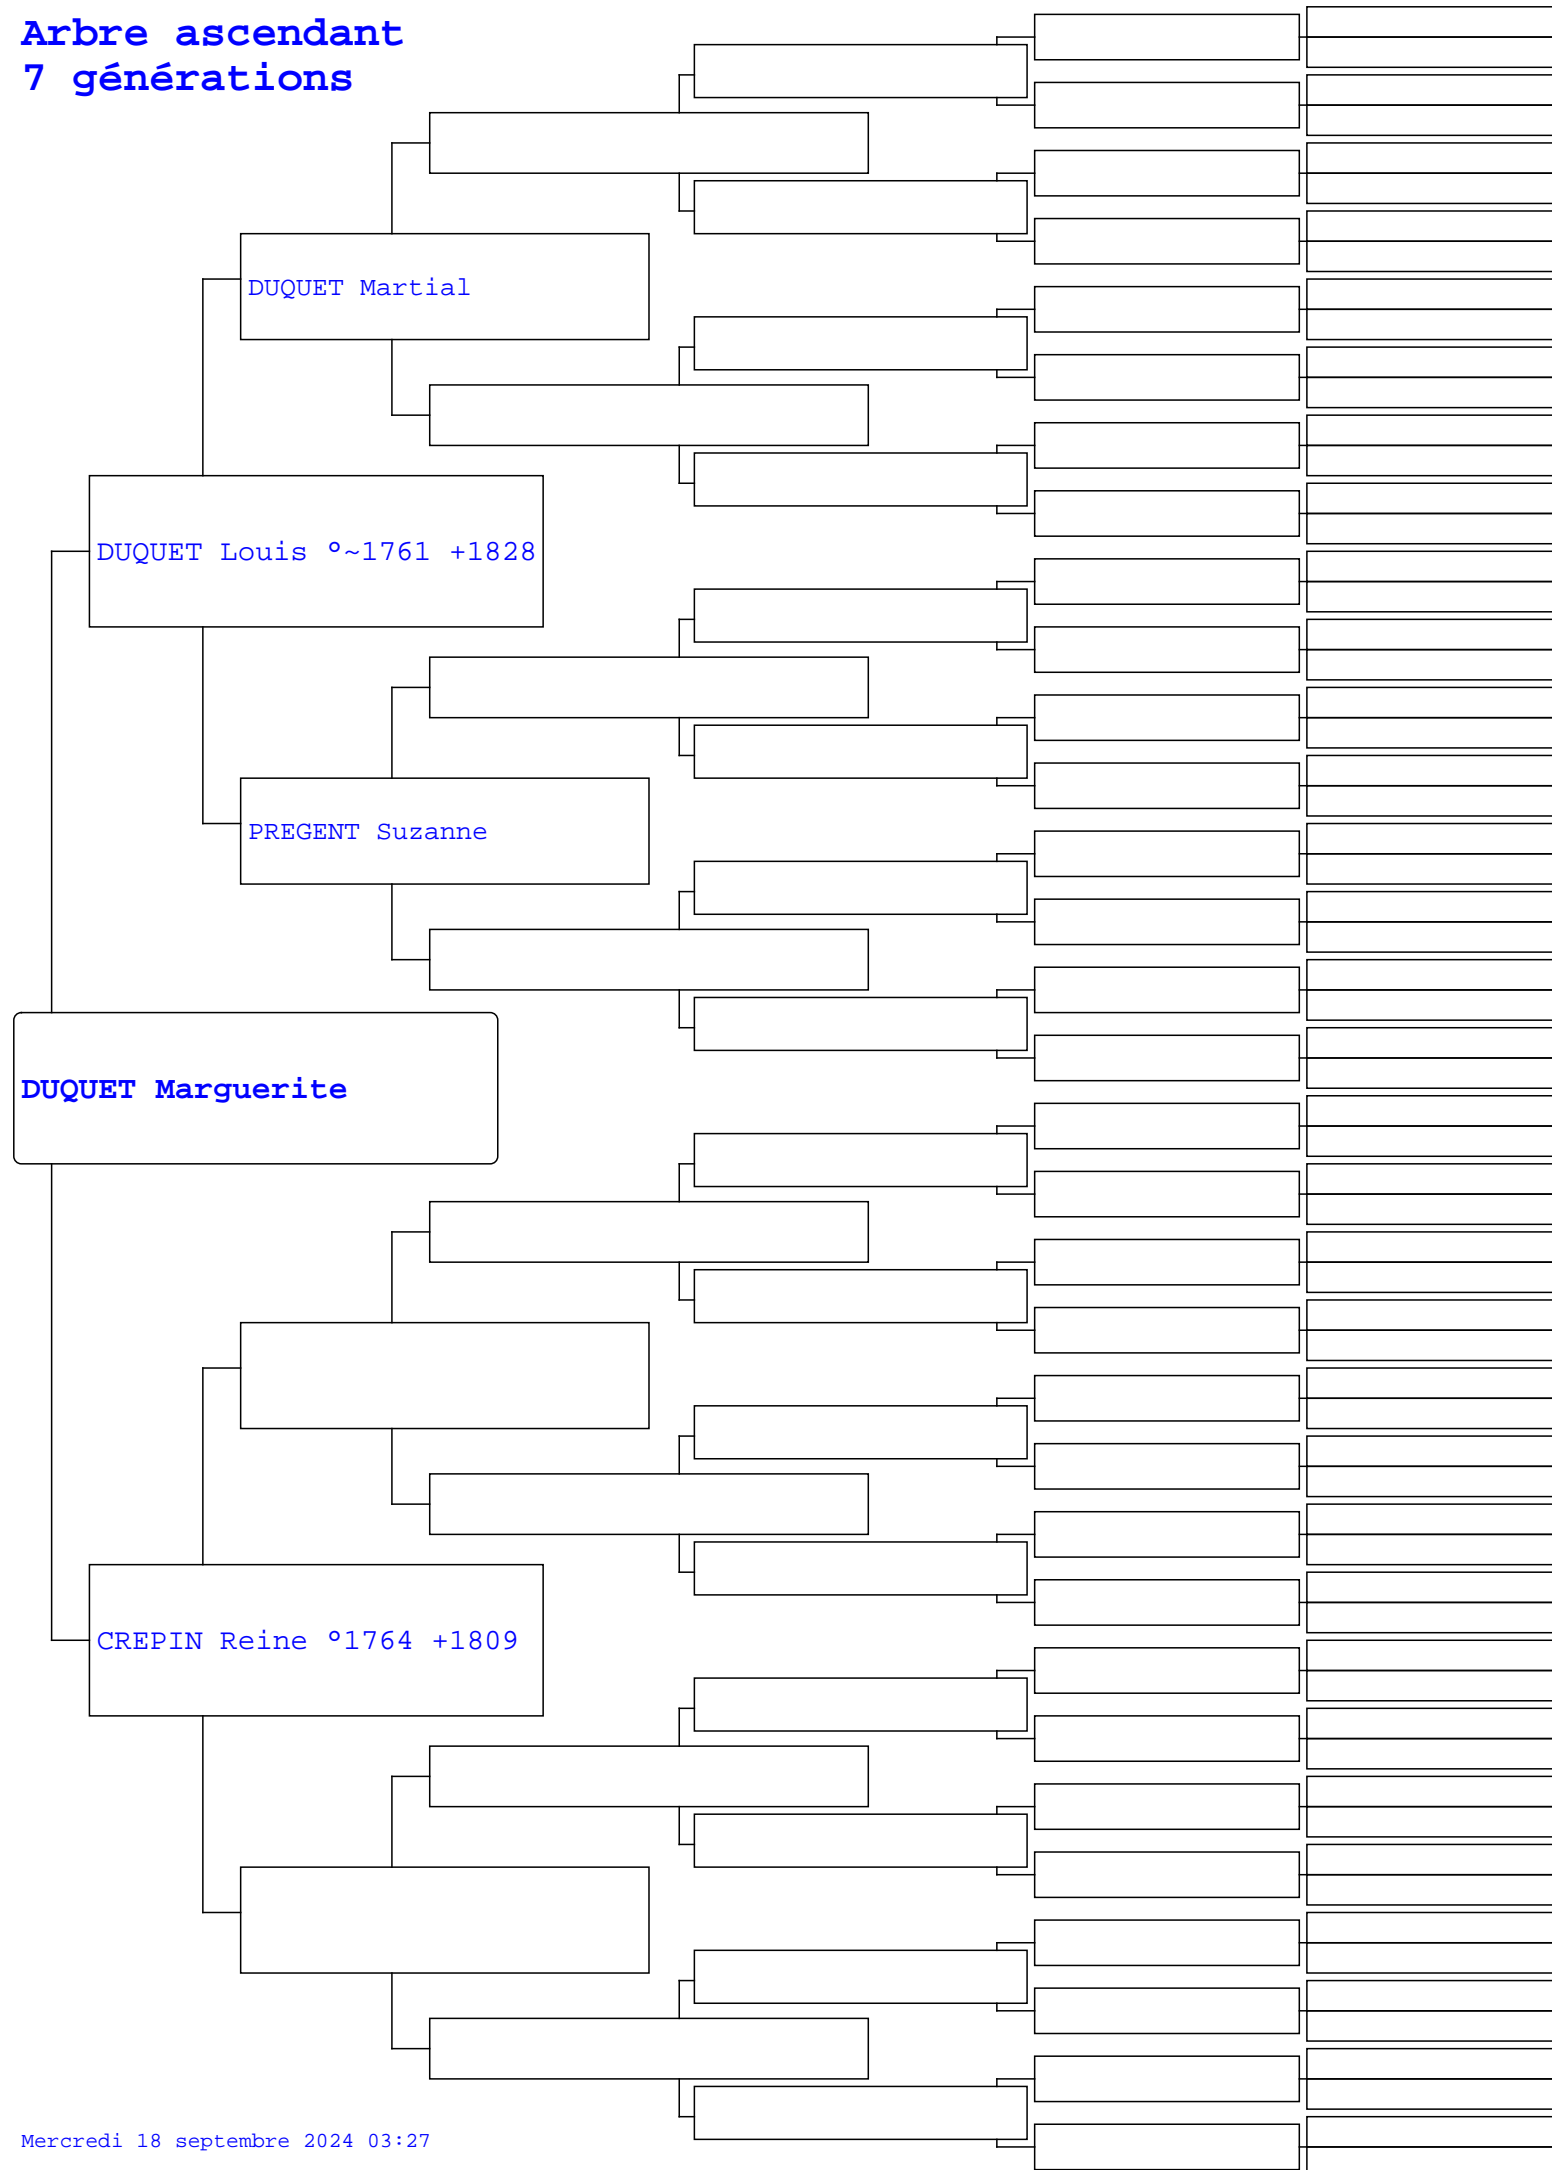 Arbre ascendant
7 générations
DUQUET Martial
DUQUET Louis °~1761 +1828
PREGENT Suzanne
DUQUET Marguerite
CREPIN Reine °1764 +1809
Mercredi 18 septembre 2024 03:27